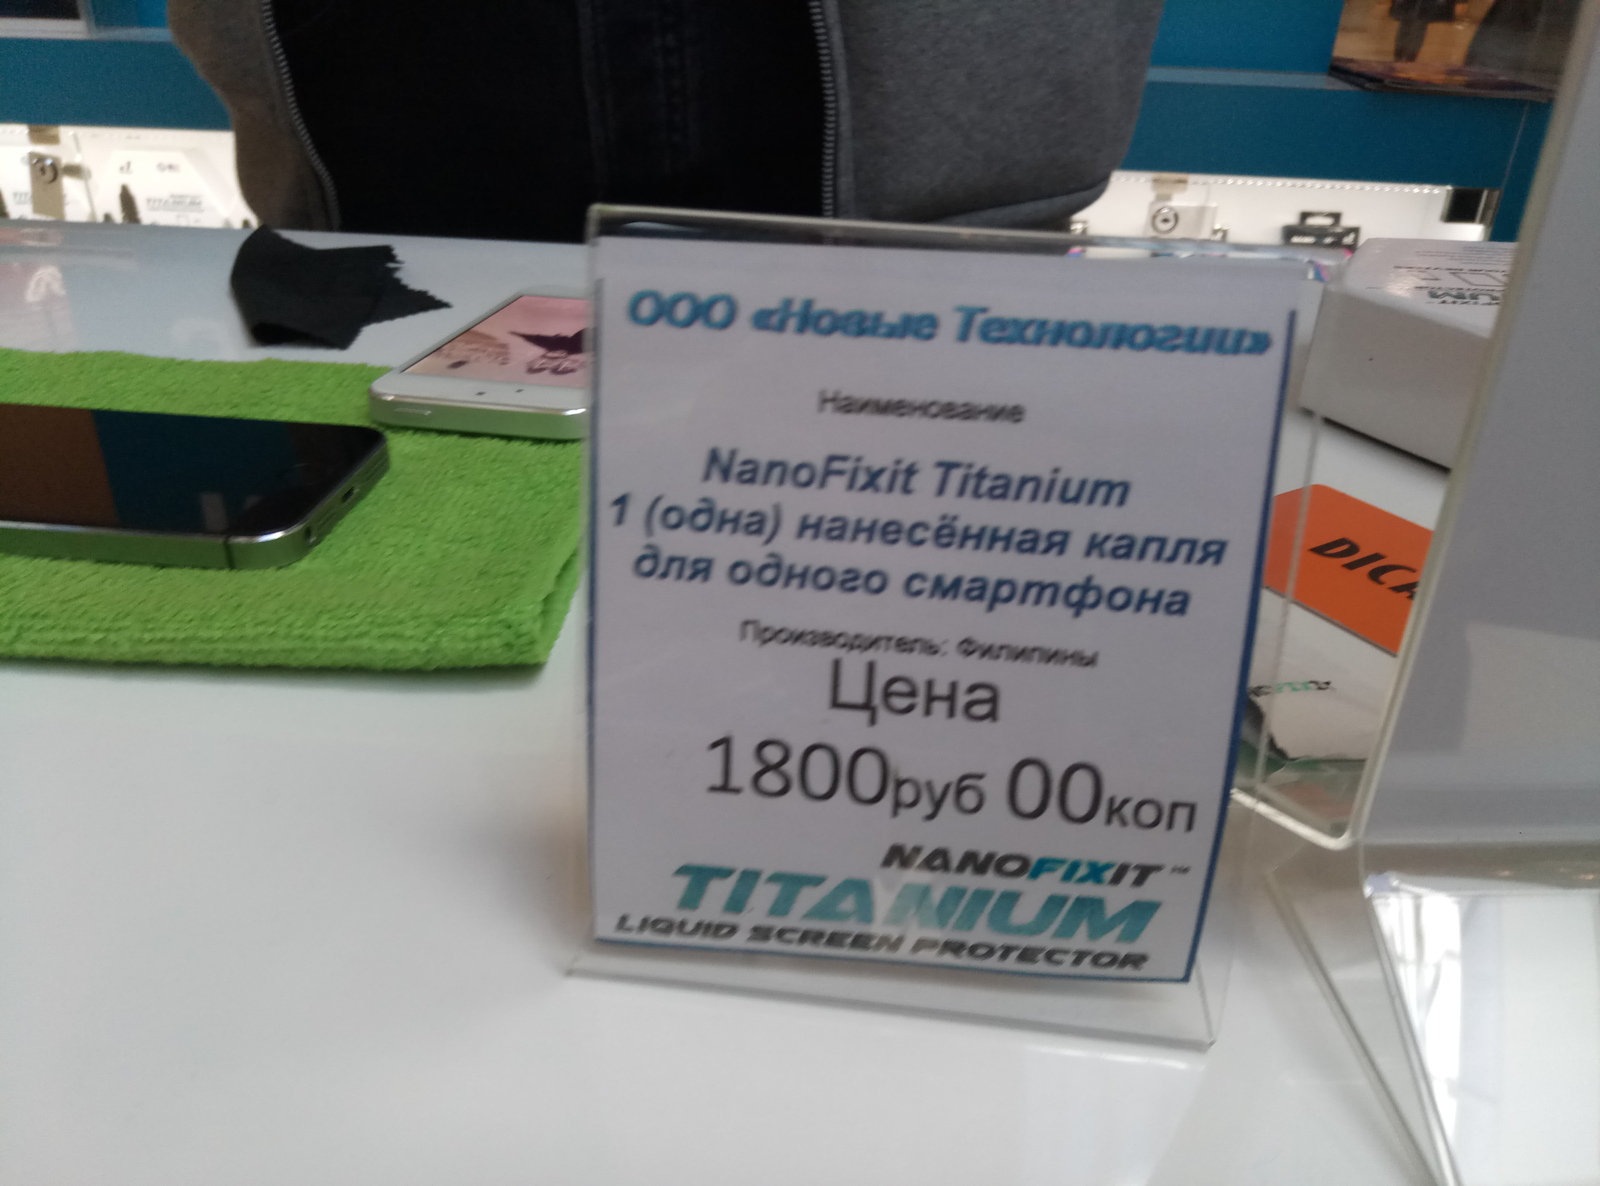 ООО «Новые Технологии»
Наименование
NanoFixit Titanium
1 (одна) нанесённая капля
для одного смартфона
Производитель: Филипины
Цена
1800руб 00коп
NANOFIXIT™
TITANIUM
LIQUID SCREEN PROTECTOR
TITANIUM